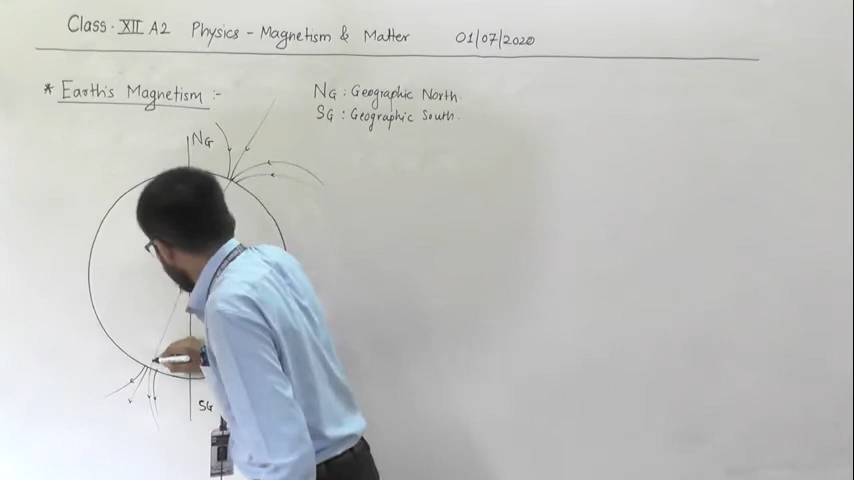 Class. XII A2 Physics - Magnetism & Matter 01/07/2020
* Earth's Magnetism :-
NG : Geographic North.
SG : Geographic South.
NG
SG